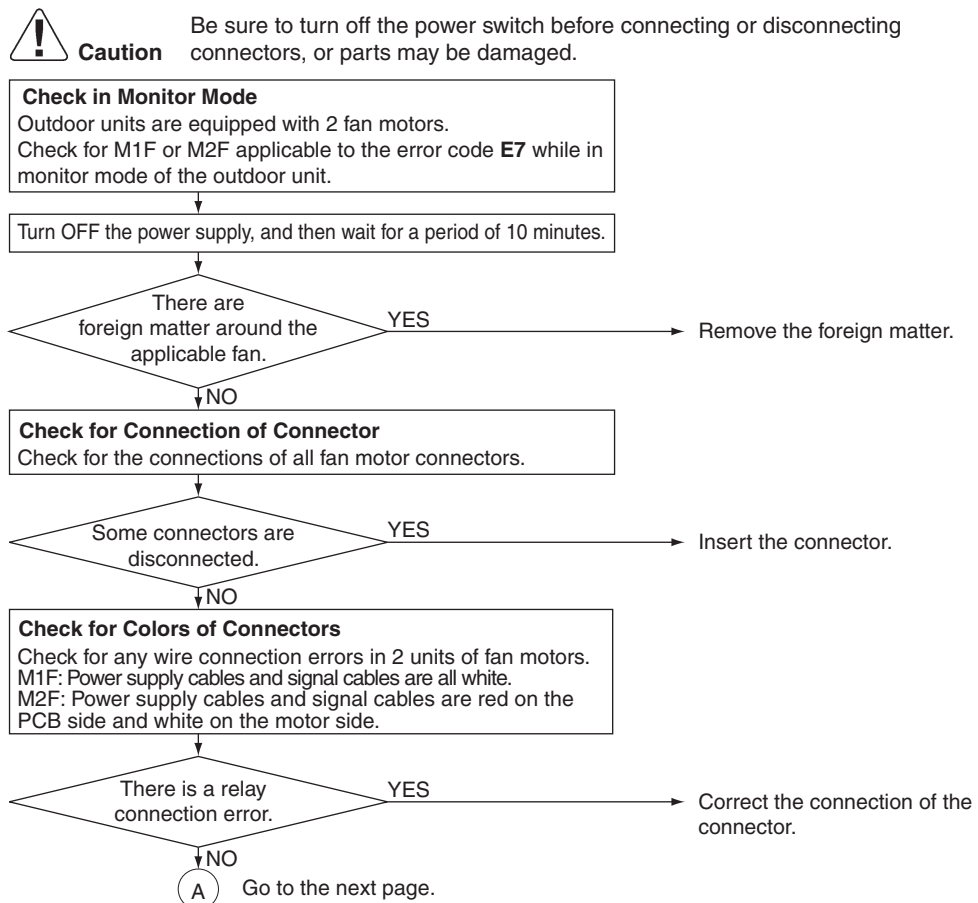 Be sure to turn off the power switch before connecting or disconnecting
Caution connectors, or parts may be damaged.
Check in Monitor Mode
Outdoor units are equipped with 2 fan motors.
Check for M1F or M2F applicable to the error code E7 while in
monitor mode of the outdoor unit.
Turn OFF the power supply, and then wait for a period of 10 minutes.
There are
foreign matter around the
applicable fan.
YES
Remove the foreign matter.
NO
Check for Connection of Connector
Check for the connections of all fan motor connectors.
Some connectors are
disconnected.
YES
Insert the connector.
NO
Check for Colors of Connectors
Check for any wire connection errors in 2 units of fan motors.
M1F: Power supply cables and signal cables are all white.
M2F: Power supply cables and signal cables are red on the
PCB side and white on the motor side.
There is a relay
connection error.
YES
Correct the connection of the
connector.
NO
A Go to the next page.